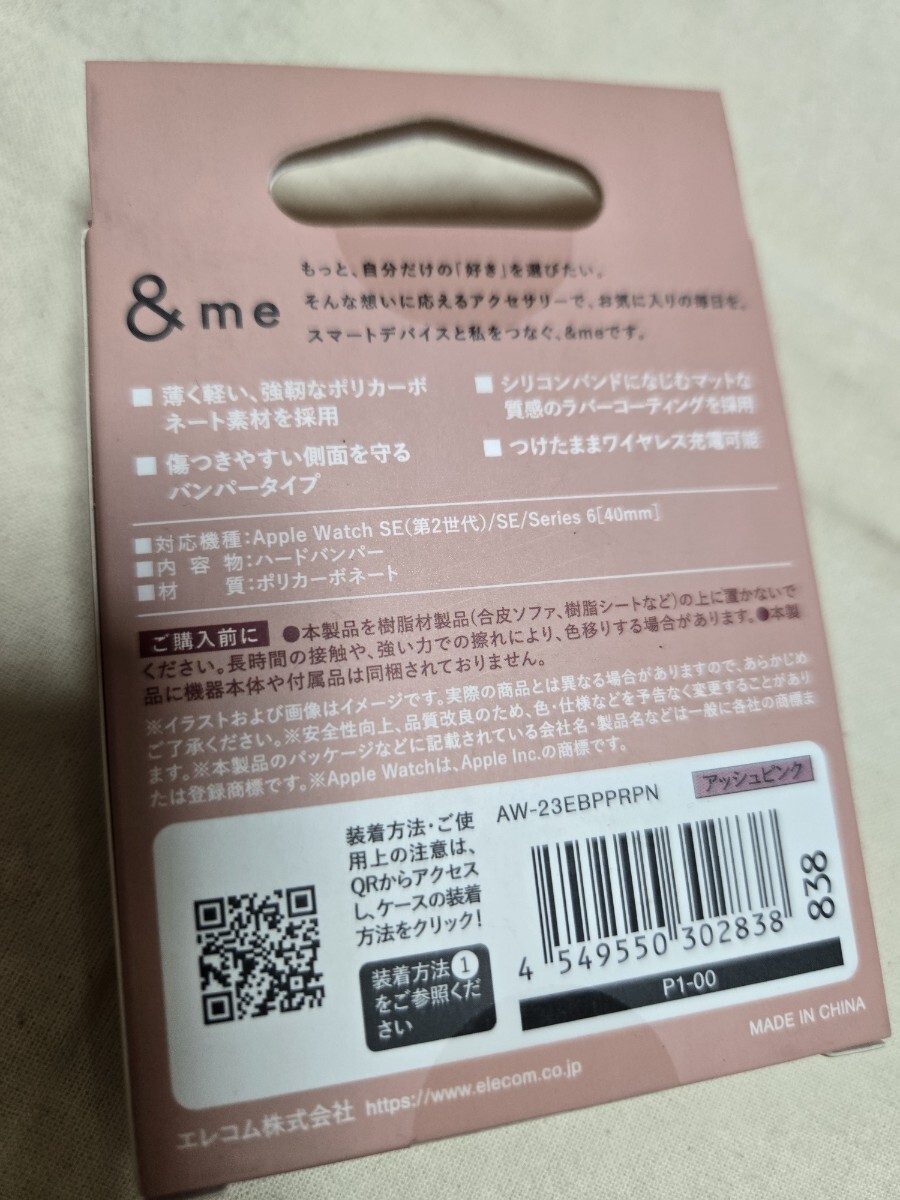 &me
もっと、自分だけの「好き」を選びたい。
そんな想いに応えるアクセサリーで、お気に入りの毎日を。
スマートデバイスと私をつなぐ、&meです。
■ 薄く軽い、強靭なポリカーボ
ネート素材を採用
■ 傷つきやすい側面を守る
バンパータイプ
■ シリコンバンドになじむマットな
質感のラバーコーティングを採用
■ つけたままワイヤレス充電可能
■対応機種:Apple Watch SE(第2世代)/SE/Series 6[40mm]
■内容物:ハードバンパー
■材質:ポリカーボネート
ご購入前に ●本製品を樹脂材製品(合皮ソファ、樹脂シートなど)の上に置かないで
ください。長時間の接触や、強い力での擦れにより、色移りする場合があります。●本製
品に機器本体や付属品は同梱されておりません。
※イラストおよび画像はイメージです。実際の商品とは異なる場合がありますので、あらかじめ
ご了承ください。※安全性向上、品質改良のため、色・仕様などを予告なく変更することがあり
ます。※本製品のパッケージなどに記載されている会社名・製品名などは一般に各社の商標ま
たは登録商標です。※Apple Watchは、Apple Inc.の商標です。
装着方法・ご使
用上の注意は、
QRからアクセス
し、ケースの装着
方法をクリック!
装着方法①
をご参照くだ
さい
AW-23EBPPRPN
アッシュピンク
4 549550 302838
838
P1-00
MADE IN CHINA
エレコム株式会社 https://www.elecom.co.jp